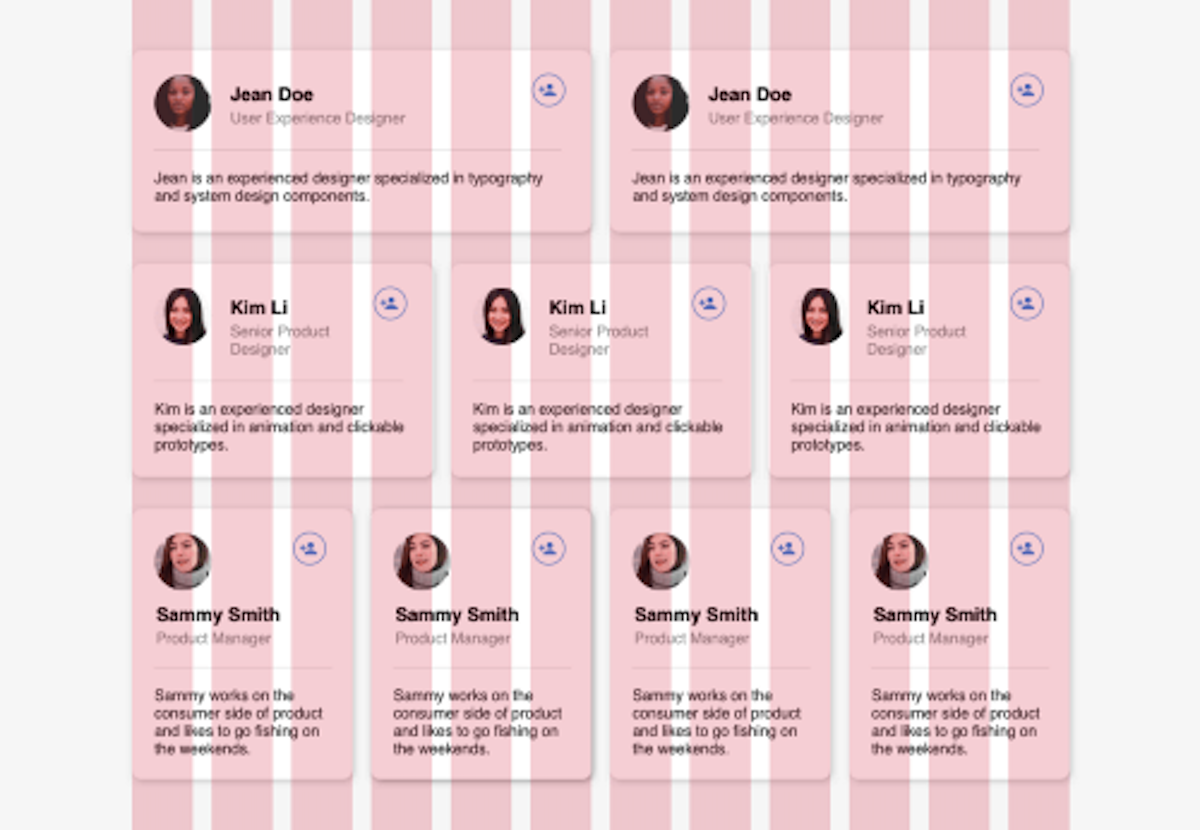 Jean Doe
User Experience Designer
Jean is an experienced designer specialized in typography
and system design components.
Jean Doe
User Experience Designer
Jean is an experienced designer specialized in typography
and system design components.
Kim Li
Senior Product
Designer
Kim is an experienced designer
specialized in animation and clickable
prototypes.
Kim Li
Senior Product
Designer
Kim is an experienced designer
specialized in animation and clickable
prototypes.
Kim Li
Senior Product
Designer
Kim is an experienced designer
specialized in animation and clickable
prototypes.
Sammy Smith
Product Manager
Sammy works on the
consumer side of product
and likes to go fishing on
the weekends.
Sammy Smith
Product Manager
Sammy works on the
consumer side of product
and likes to go fishing on
the weekends.
Sammy Smith
Product Manager
Sammy works on the
consumer side of product
and likes to go fishing on
the weekends.
Sammy Smith
Product Manager
Sammy works on the
consumer side of product
and likes to go fishing on
the weekends.